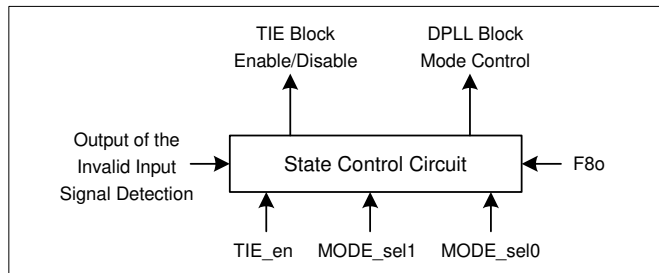 TIE Block
Enable/Disable
DPLL Block
Mode Control
Output of the
Invalid Input
Signal Detection
State Control Circuit
F8o
TIE_en
MODE_sel1
MODE_sel0